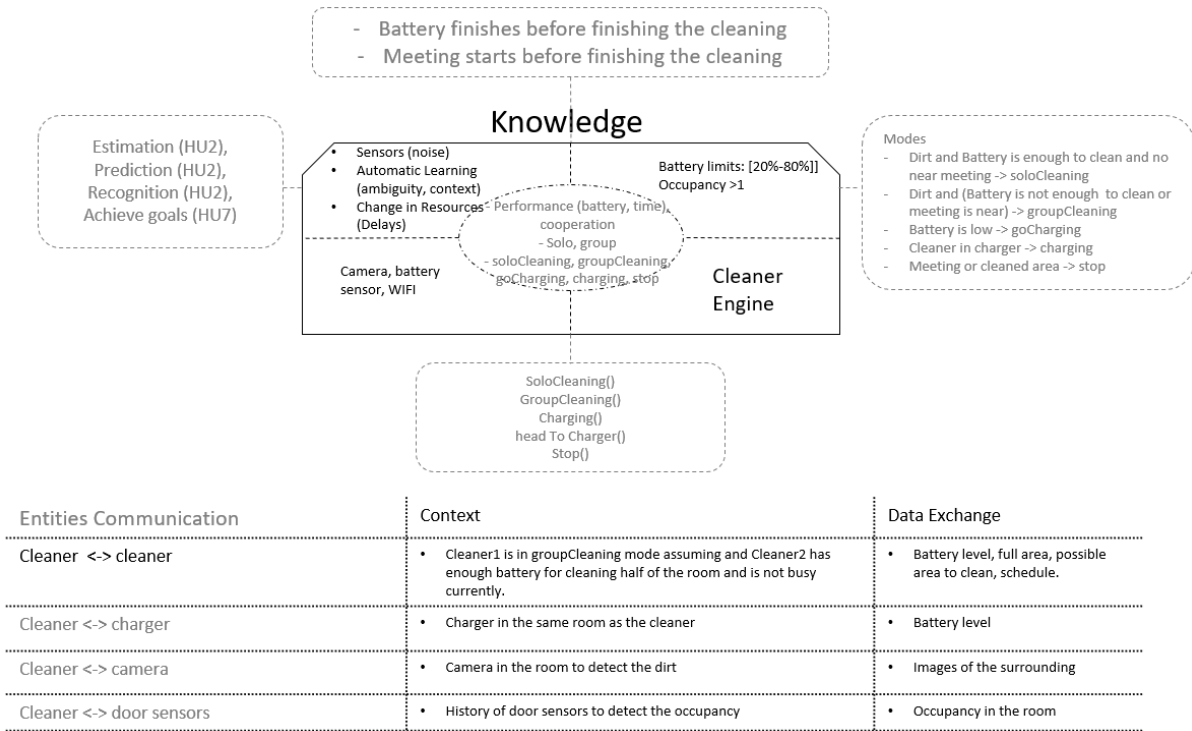 - Battery finishes before finishing the cleaning
- Meeting starts before finishing the cleaning
Knowledge
Estimation (HU2),
Prediction (HU2),
Recognition (HU2),
Achieve goals (HU7)
• Sensors (noise)
• Automatic Learning
(ambiguity, context)
• Change in Resources
(Delays)
Battery limits: [20%-80%]]
Occupancy >1
- Performance (battery, time),
cooperation
- Solo, group
- soloCleaning, groupCleaning,
goCharging, charging, stop
Camera, battery
sensor, WIFI
Cleaner
Engine
Modes
- Dirt and Battery is enough to clean and no
near meeting -> soloCleaning
- Dirt and (Battery is not enough to clean or
meeting is near) -> groupCleaning
- Battery is low -> goCharging
- Cleaner in charger -> charging
- Meeting or cleaned area -> stop
SoloCleaning()
GroupCleaning()
Charging()
head To Charger()
Stop()
Entities Communication
Context
Data Exchange
Cleaner <-> cleaner
• Cleaner1 is in groupCleaning mode assuming and Cleaner2 has
enough battery for cleaning half of the room and is not busy
currently.
• Battery level, full area, possible
area to clean, schedule.
Cleaner <-> charger
• Charger in the same room as the cleaner
• Battery level
Cleaner <-> camera
• Camera in the room to detect the dirt
• Images of the surrounding
Cleaner <-> door sensors
• History of door sensors to detect the occupancy
• Occupancy in the room